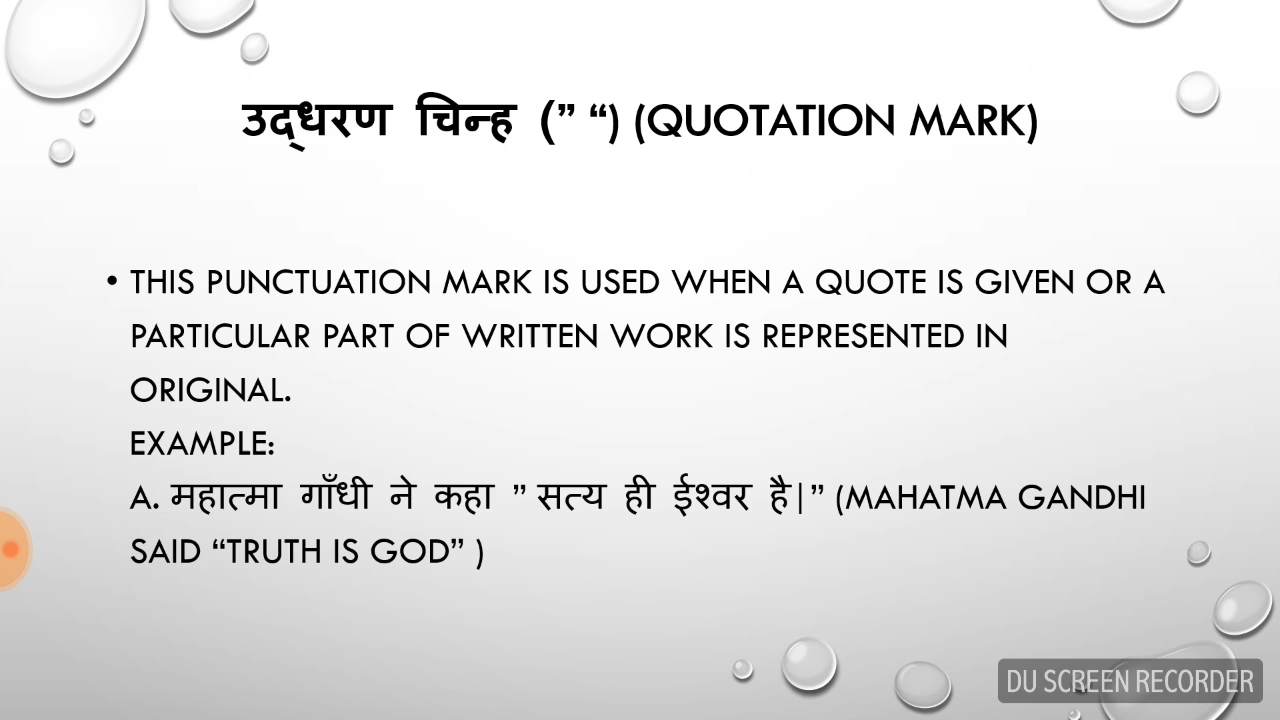 उद्धरण चिन्ह (” “) (QUOTATION MARK)
• THIS PUNCTUATION MARK IS USED WHEN A QUOTE IS GIVEN OR A
PARTICULAR PART OF WRITTEN WORK IS REPRESENTED IN
ORIGINAL.
EXAMPLE:
A. महात्मा गाँधी ने कहा ” सत्य ही ईश्वर है|” (MAHATMA GANDHI
SAID “TRUTH IS GOD” )
DU SCREEN RECORDER